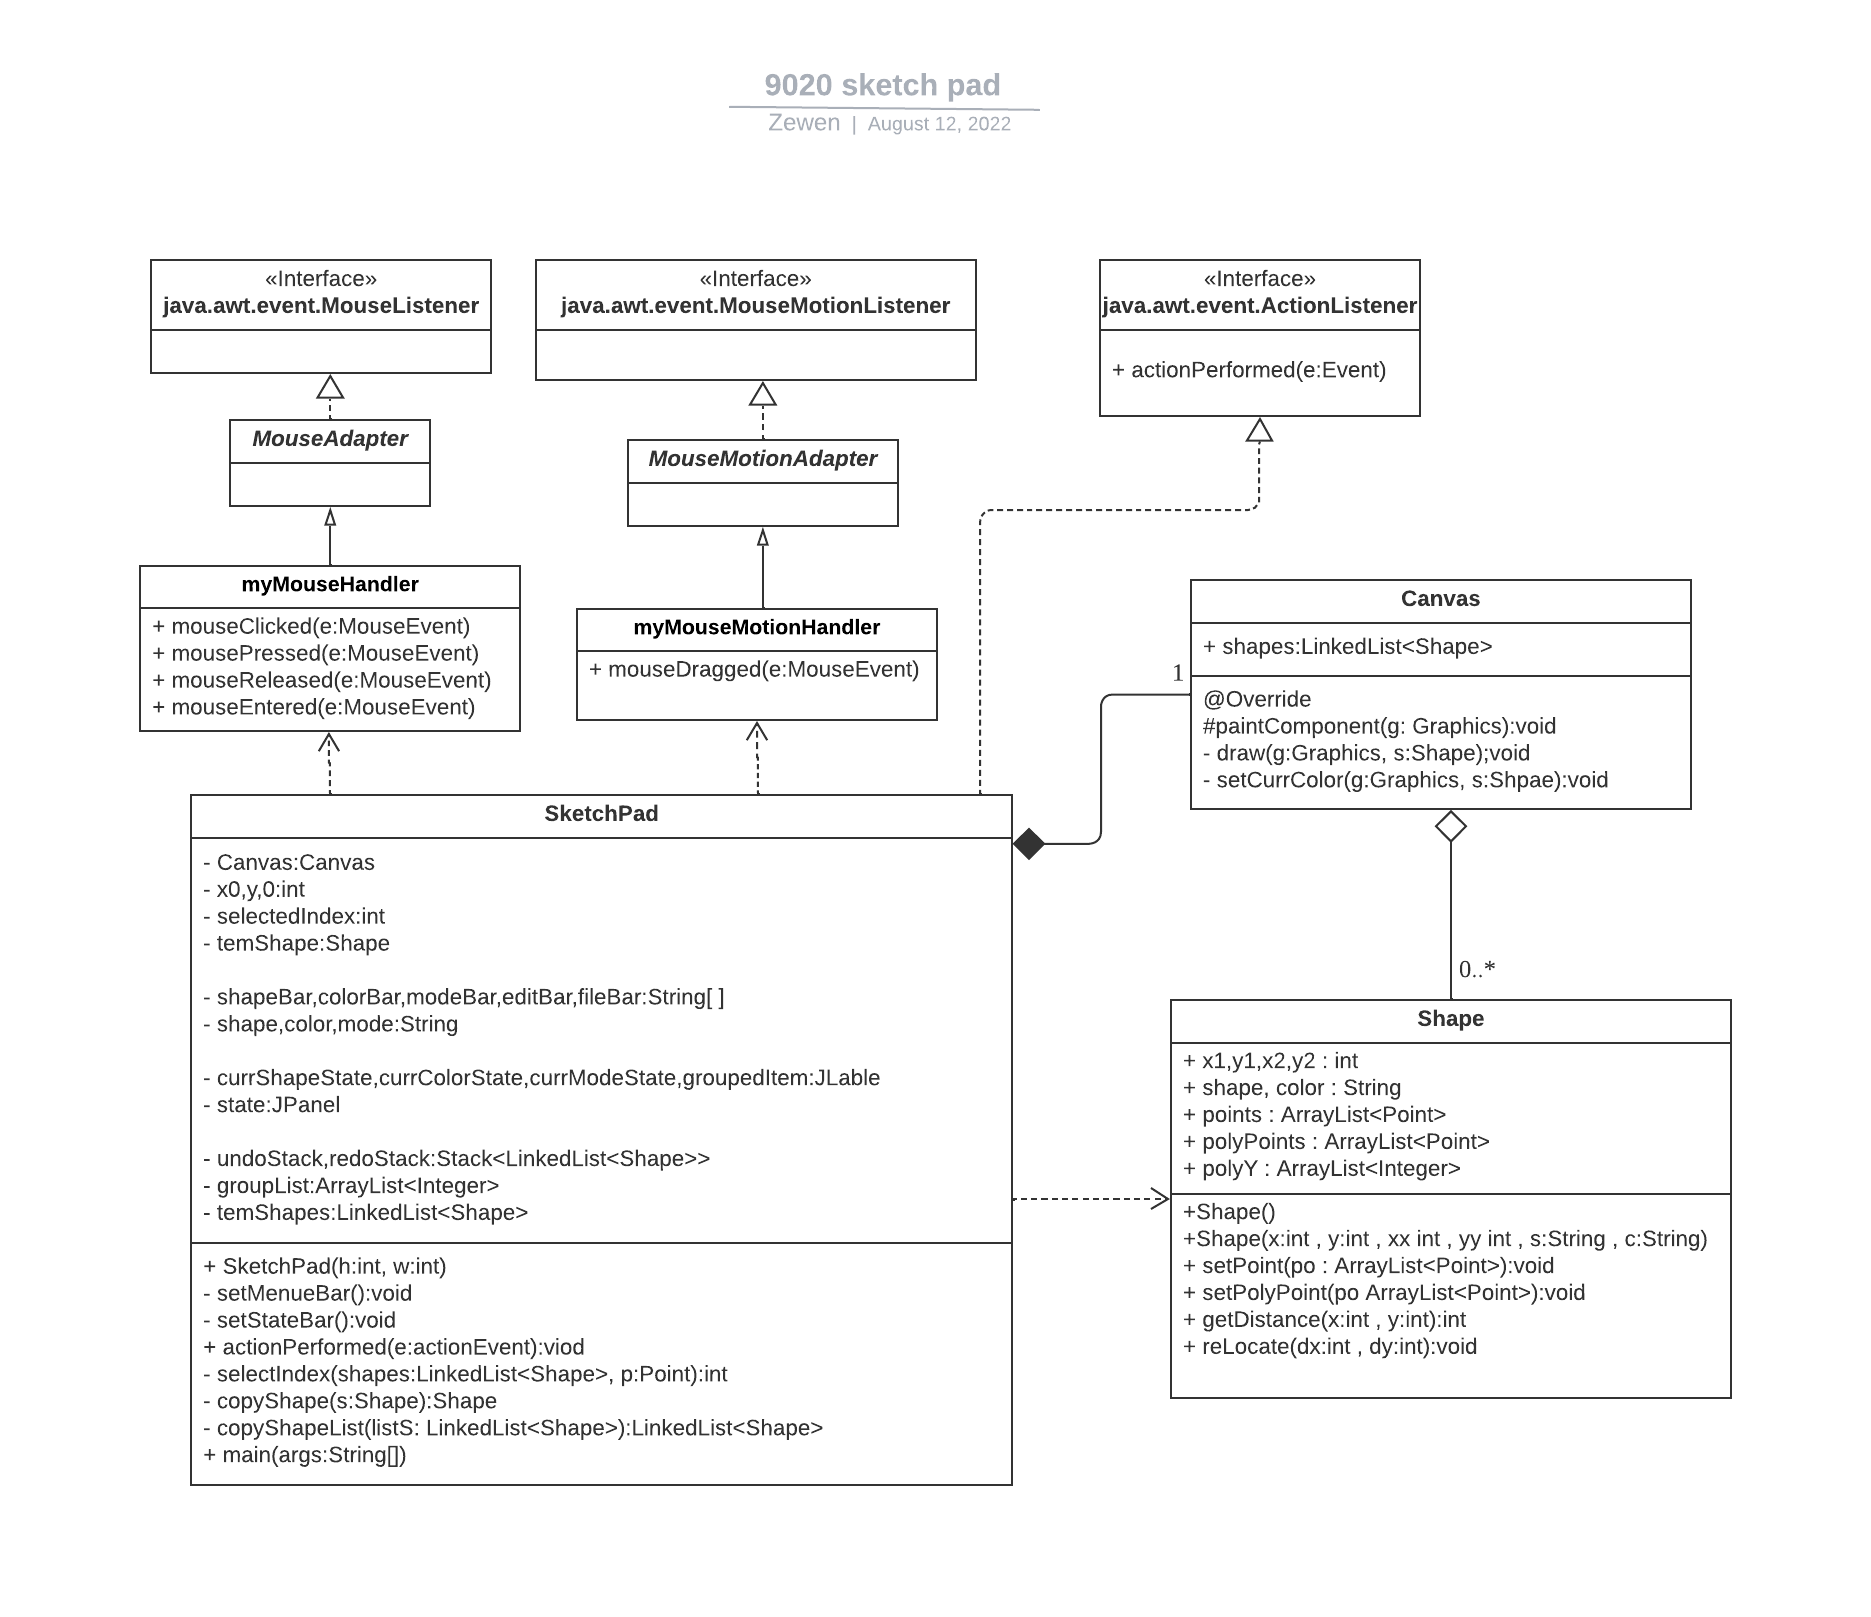 9020 sketch pad
Zewen | August 12, 2022
«Interface»
java.awt.event.MouseListener
«Interface»
java.awt.event.MouseMotionListener
«Interface»
java.awt.event.ActionListener
+ actionPerformed(e:Event)
MouseAdapter
MouseMotionAdapter
myMouseHandler
+ mouseClicked(e:MouseEvent)
+ mousePressed(e:MouseEvent)
+ mouseReleased(e:MouseEvent)
+ mouseEntered(e:MouseEvent)
myMouseMotionHandler
+ mouseDragged(e:MouseEvent)
Canvas
+ shapes:LinkedList<Shape>
@Override
#paintComponent(g: Graphics):void
- draw(g:Graphics, s:Shape);void
- setCurrColor(g:Graphics, s:Shpae):void
1
SketchPad
- Canvas:Canvas
- x0,y,0:int
- selectedIndex:int
- temShape:Shape
- shapeBar,colorBar,modeBar,editBar,fileBar:String[ ]
- shape,color,mode:String
- currShapeState,currColorState,currModeState,groupedItem:JLable
- state:JPanel
- undoStack,redoStack:Stack<LinkedList<Shape>>
- groupList:ArrayList<Integer>
- temShapes:LinkedList<Shape>
+ SketchPad(h:int, w:int)
- setMenueBar():void
- setStateBar():void
+ actionPerformed(e:actionEvent):viod
- selectIndex(shapes:LinkedList<Shape>, p:Point):int
- copyShape(s:Shape):Shape
- copyShapeList(listS: LinkedList<Shape>):LinkedList<Shape>
+ main(args:String[])
0..*
Shape
+ x1,y1,x2,y2 : int
+ shape, color : String
+ points : ArrayList<Point>
+ polyPoints : ArrayList<Point>
+ polyY : ArrayList<Integer>
+Shape()
+Shape(x:int , y:int , xx int , yy int , s:String , c:String)
+ setPoint(po : ArrayList<Point>):void
+ setPolyPoint(po ArrayList<Point>):void
+ getDistance(x:int , y:int):int
+ reLocate(dx:int , dy:int):void